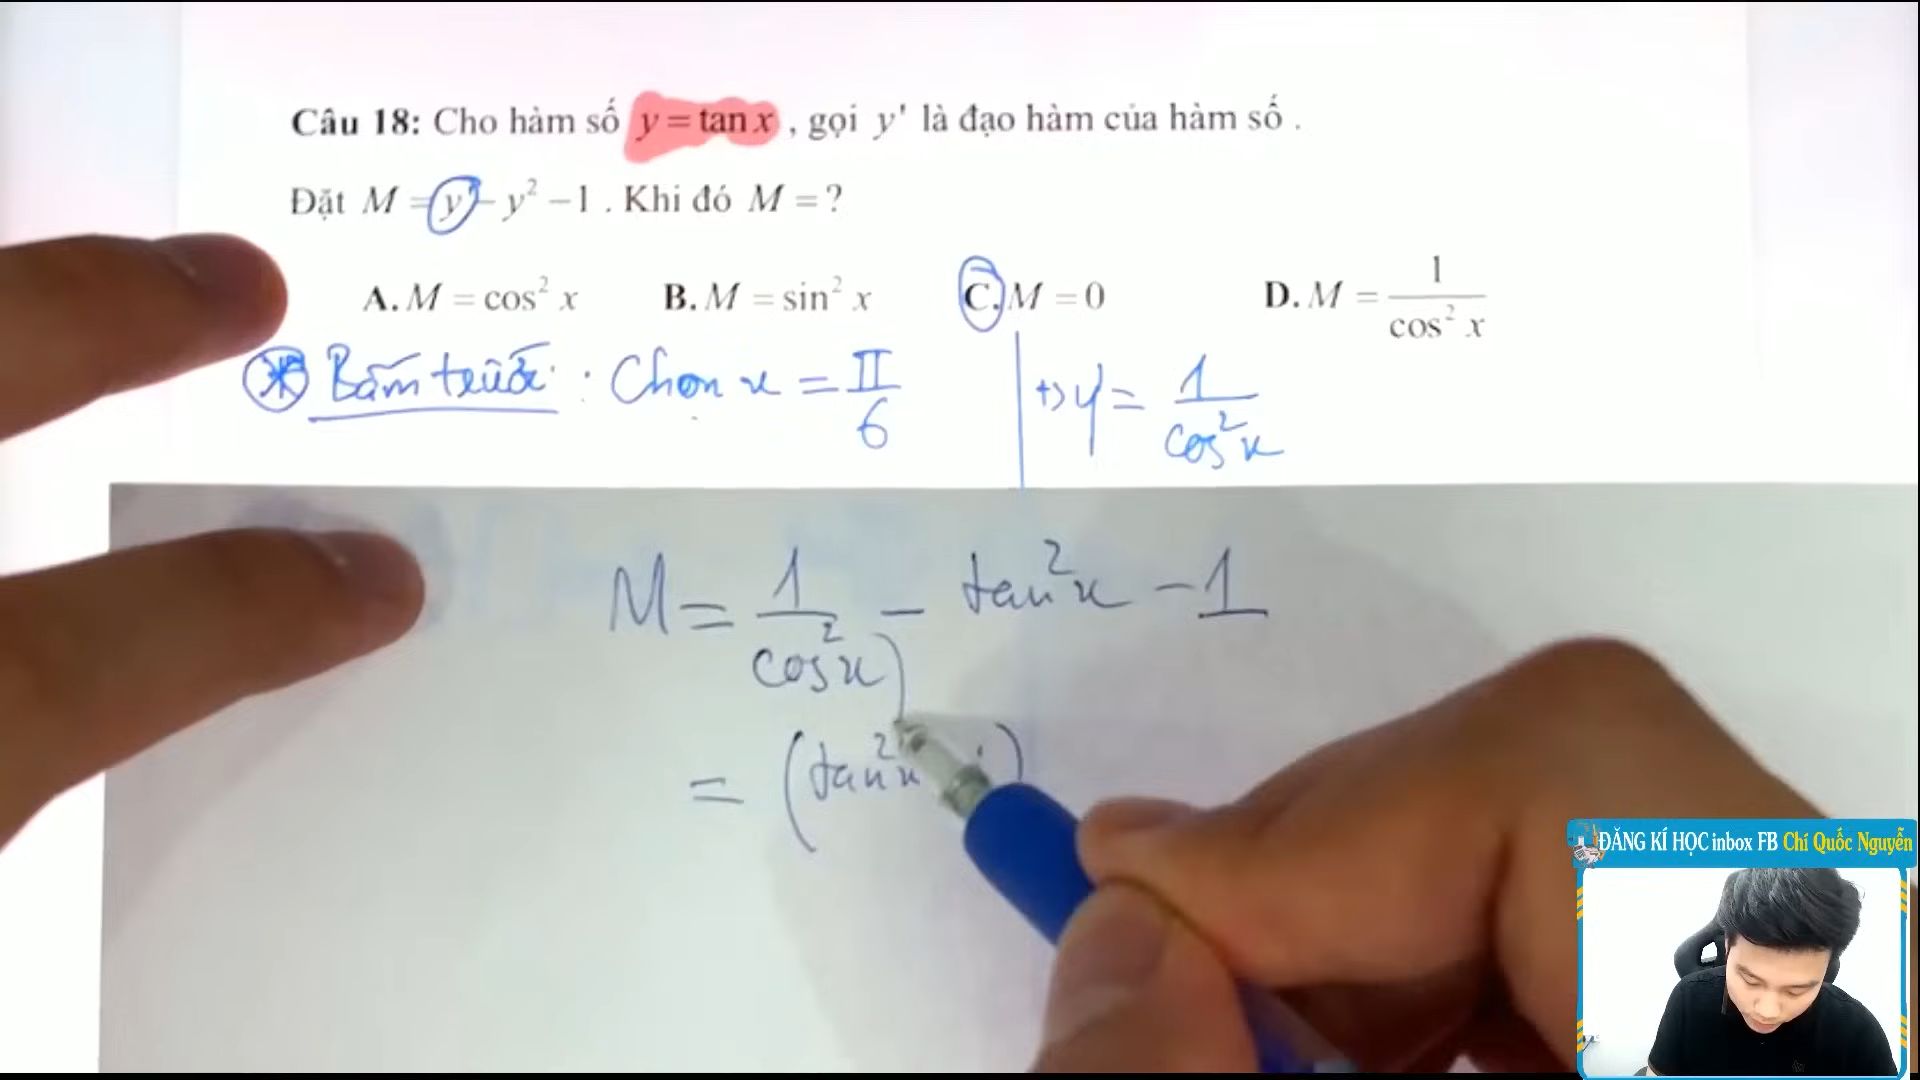 Câu 18: Cho hàm số y = tan x , gọi y' là đạo hàm của hàm số .
Đặt M = y' - y² - 1 . Khi đó M = ?
A. M = cos² x B. M = sin² x C. M = 0 D. M = 1/cos² x
Bấm trước : Chọn x = π/6 +> y' = 1/cos²x
M = 1/cos²x - tan²x - 1
= (tan²x )
ĐĂNG KÍ HỌC inbox FB Chí Quốc Nguyễn